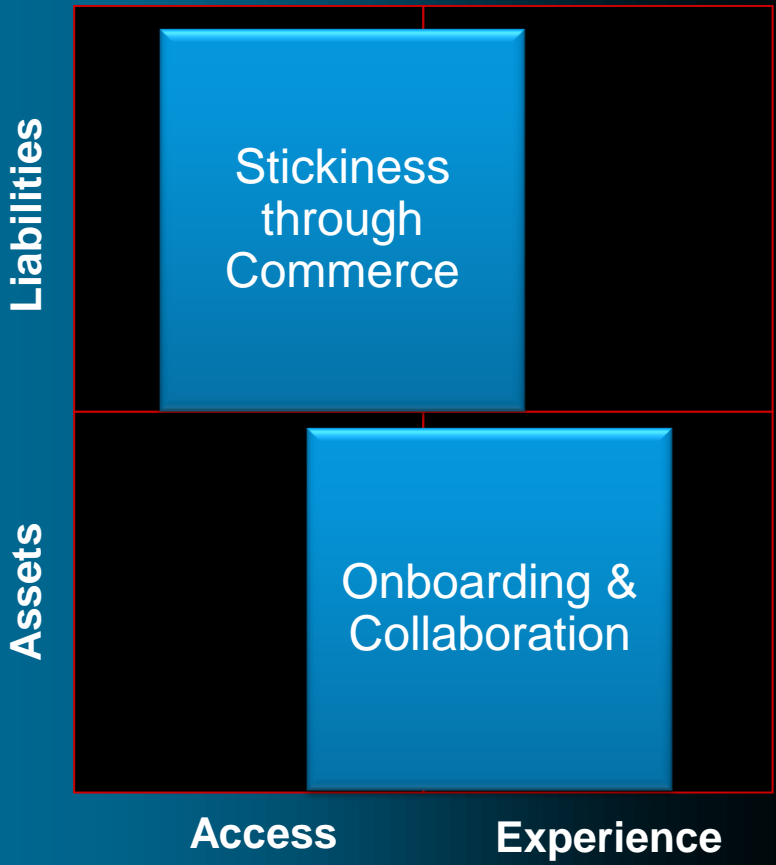 Liabilities
Stickiness
through
Commerce
Assets
Onboarding &
Collaboration
Access
Experience